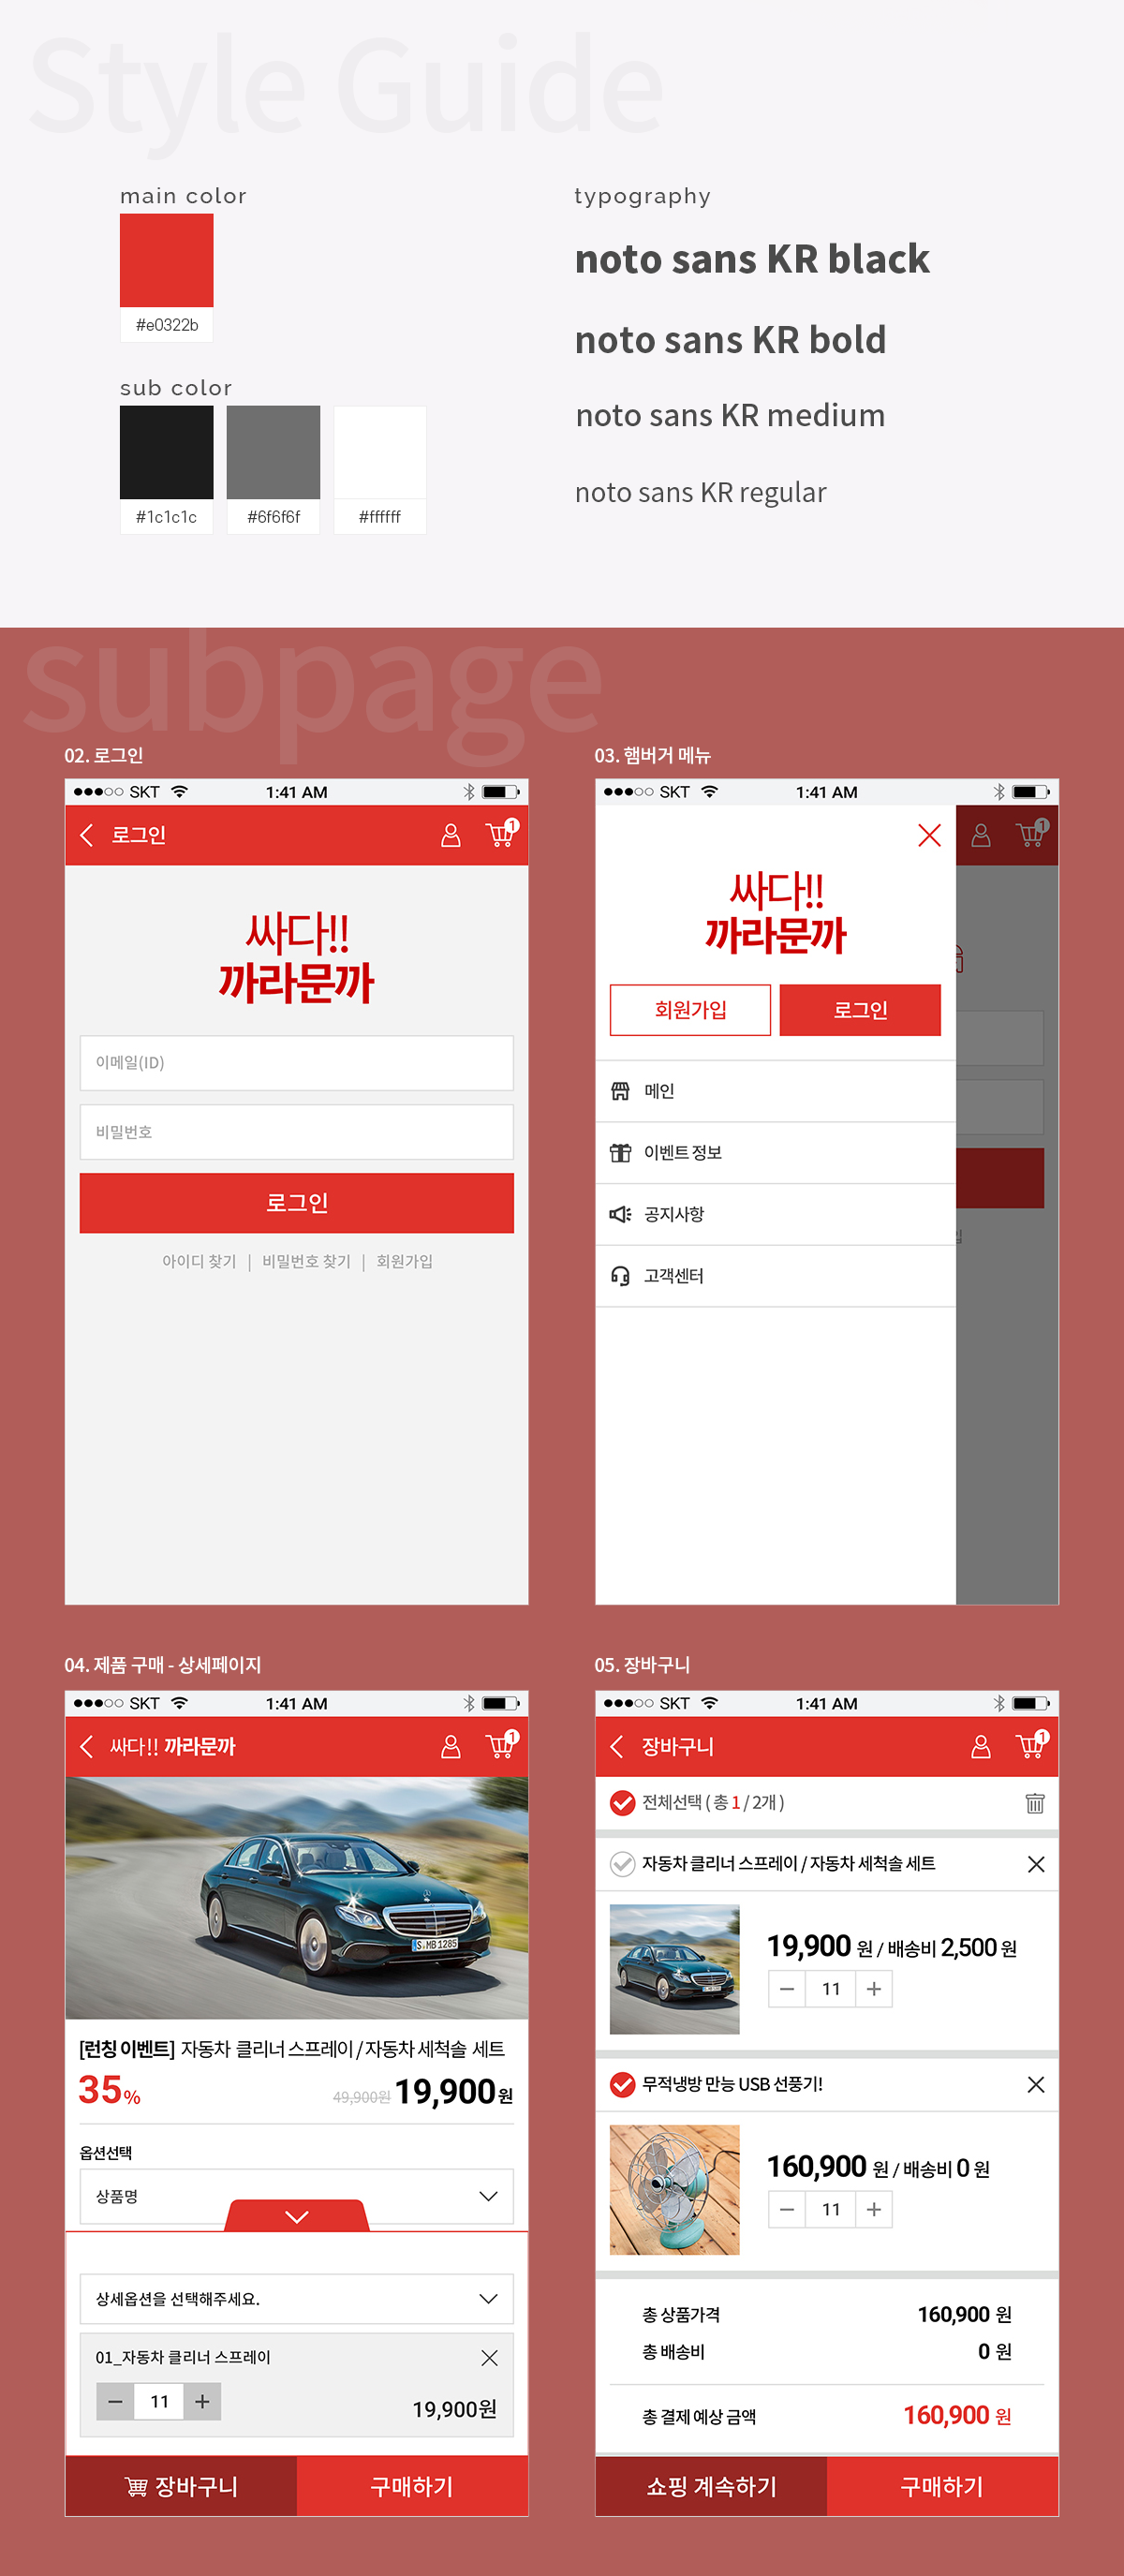 Style Guide
main color
#e0322b
sub color
#1c1c1c
#6f6f6f
#ffffff
typography
noto sans KR black
noto sans KR bold
noto sans KR medium
noto sans KR regular
subpage
02. 로그인
SKT
1:41 AM
로그인
1
싸다!!
까라문까
이메일(ID)
비밀번호
로그인
아이디 찾기 | 비밀번호 찾기 | 회원가입
03. 햄버거 메뉴
SKT
1:41 AM
1
싸다!!
까라문까
회원가입
로그인
메인
이벤트 정보
공지사항
고객센터
04. 제품 구매 - 상세페이지
SKT
1:41 AM
싸다!! 까라문까
1
S MB 1285
[런칭 이벤트] 자동차 클리너 스프레이 / 자동차 세척솔 세트
35%
49,900원 19,900원
옵션선택
상품명
상세옵션을 선택해주세요.
01_자동차 클리너 스프레이
11
19,900원
장바구니
구매하기
05. 장바구니
SKT
1:41 AM
장바구니
1
전체선택 ( 총 1 / 2개 )
자동차 클리너 스프레이 / 자동차 세척솔 세트
19,900 원 / 배송비 2,500 원
11
무적냉방 만능 USB 선풍기!
160,900 원 / 배송비 0 원
11
총 상품가격 160,900 원
총 배송비 0 원
총 결제 예상 금액 160,900 원
쇼핑 계속하기
구매하기